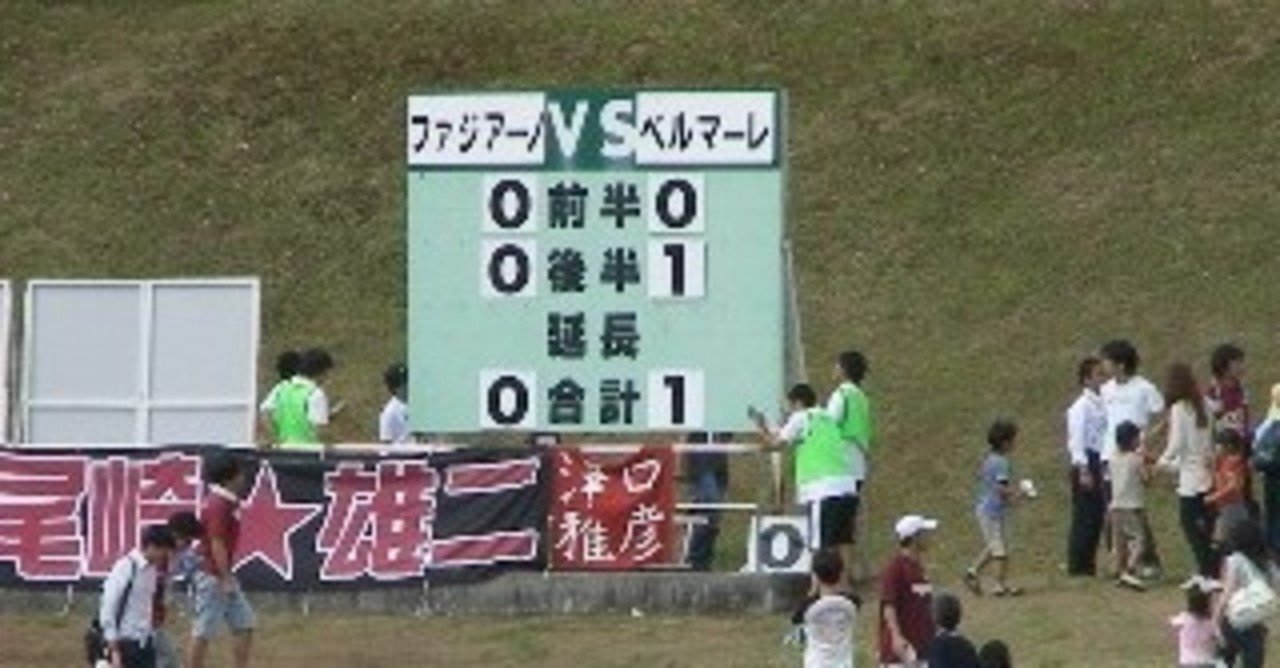 ファジアーノ VS ベルマーレ
0 前半 0
0 後半 1
延長
0 合計 1
尾崎★雄二
澤口
雅彦
0